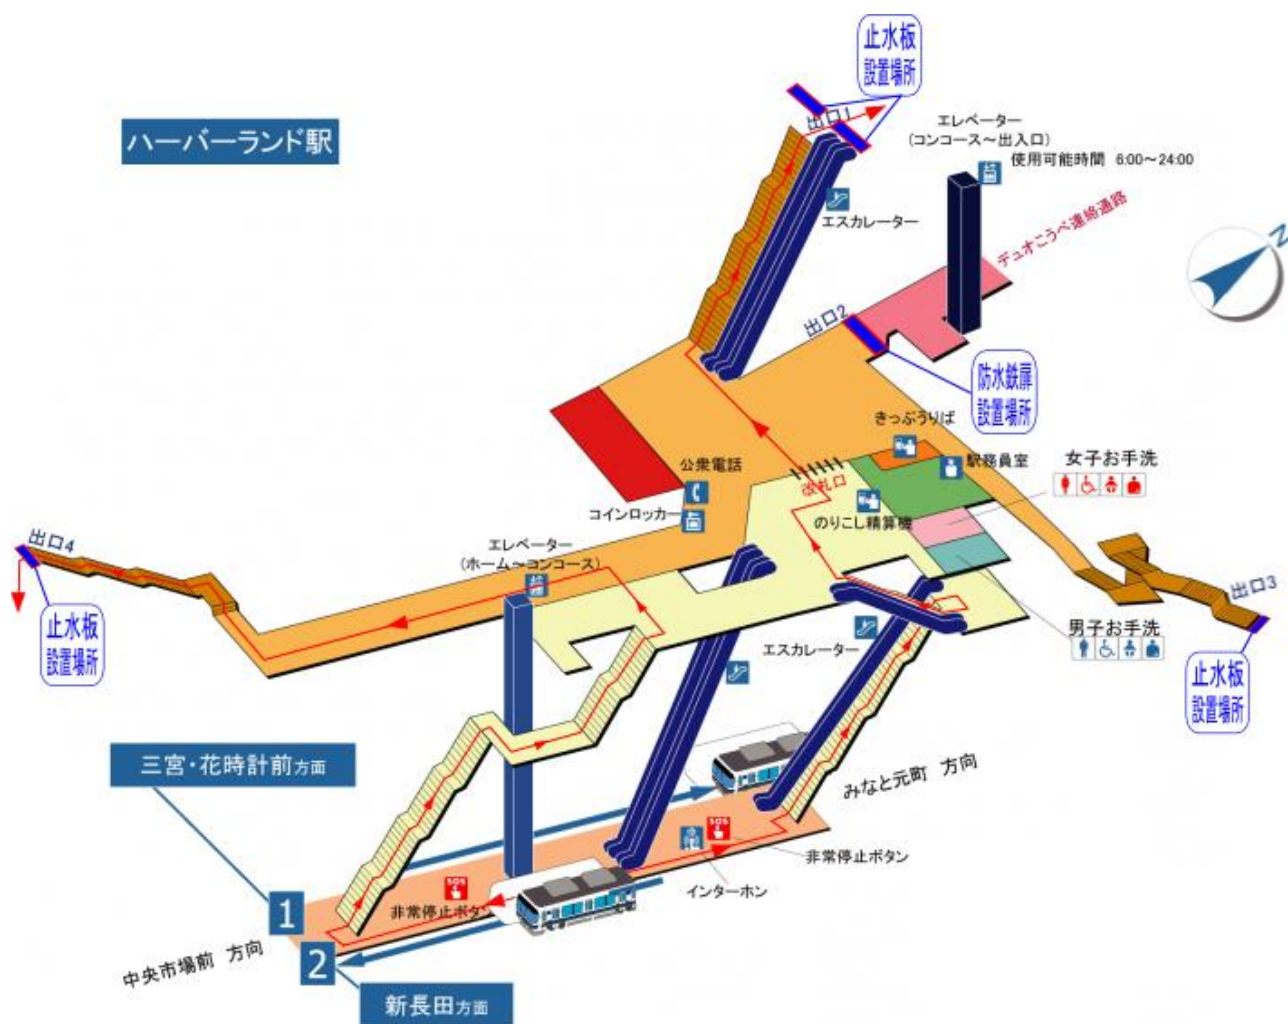 止水板
設置場所
出口1
エレベーター
(コンコース～出入口)
使用可能時間 6:00～24:00
ハーバーランド駅
エスカレーター
デュオこうべ連絡通路
N
出口2
防水鉄扉
設置場所
きっぷうりば
公衆電話
駅務員室
女子お手洗
改札口
コインロッカー
のりこし精算機
出口4
エレベーター
(ホーム～コンコース)
出口3
止水板
設置場所
男子お手洗
エスカレーター
止水板
設置場所
三宮・花時計前方面
みなと元町 方向
SOS
非常停止ボタン
インターホン
SOS
非常停止ボタン
1
中央市場前 方向
2
新長田方面